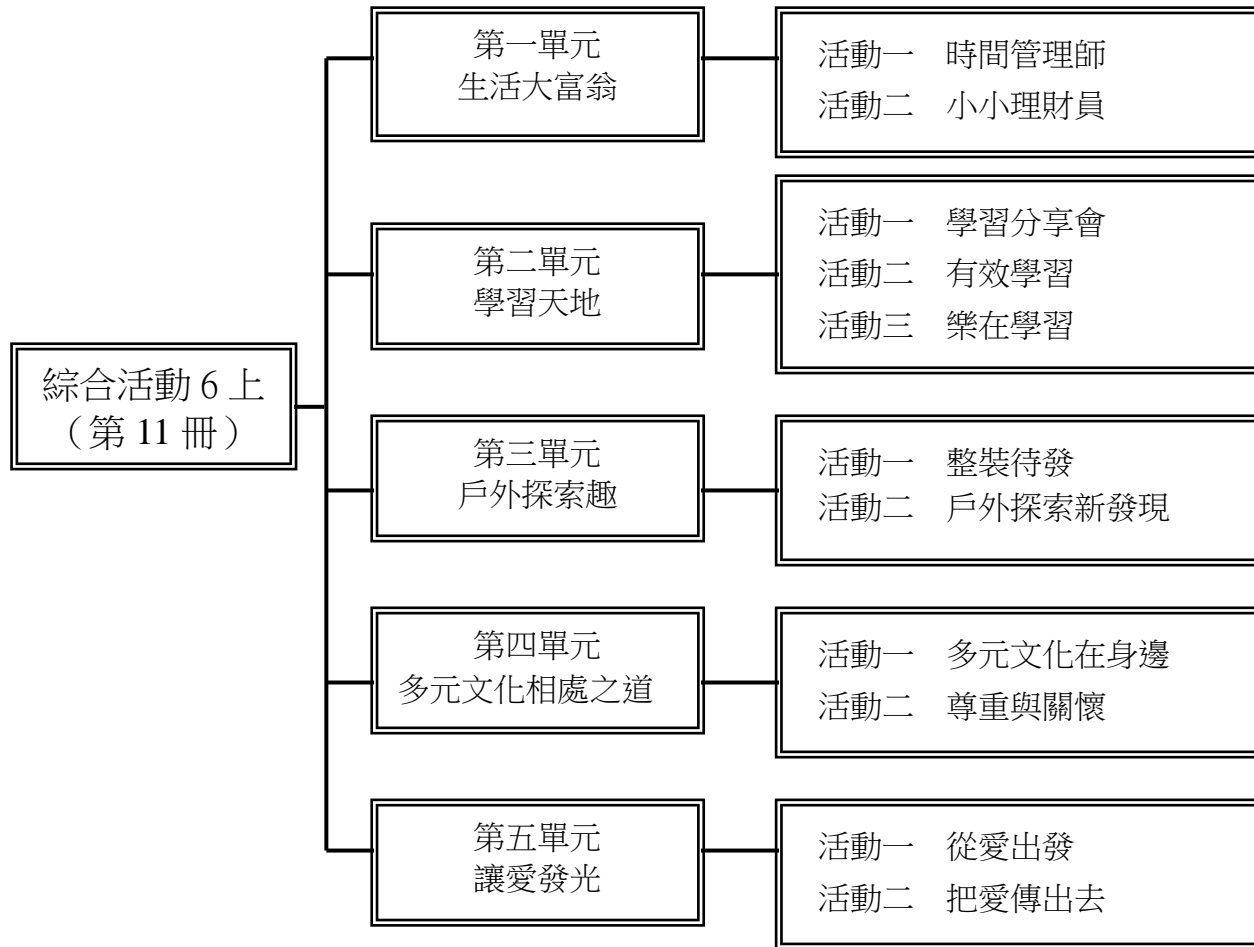 綜合活動 6 上
（第 11 冊）
第一單元
生活大富翁
活動一　時間管理師
活動二　小小理財員
第二單元
學習天地
活動一　學習分享會
活動二　有效學習
活動三　樂在學習
第三單元
戶外探索趣
活動一　整裝待發
活動二　戶外探索新發現
第四單元
多元文化相處之道
活動一　多元文化在身邊
活動二　尊重與關懷
第五單元
讓愛發光
活動一　從愛出發
活動二　把愛傳出去